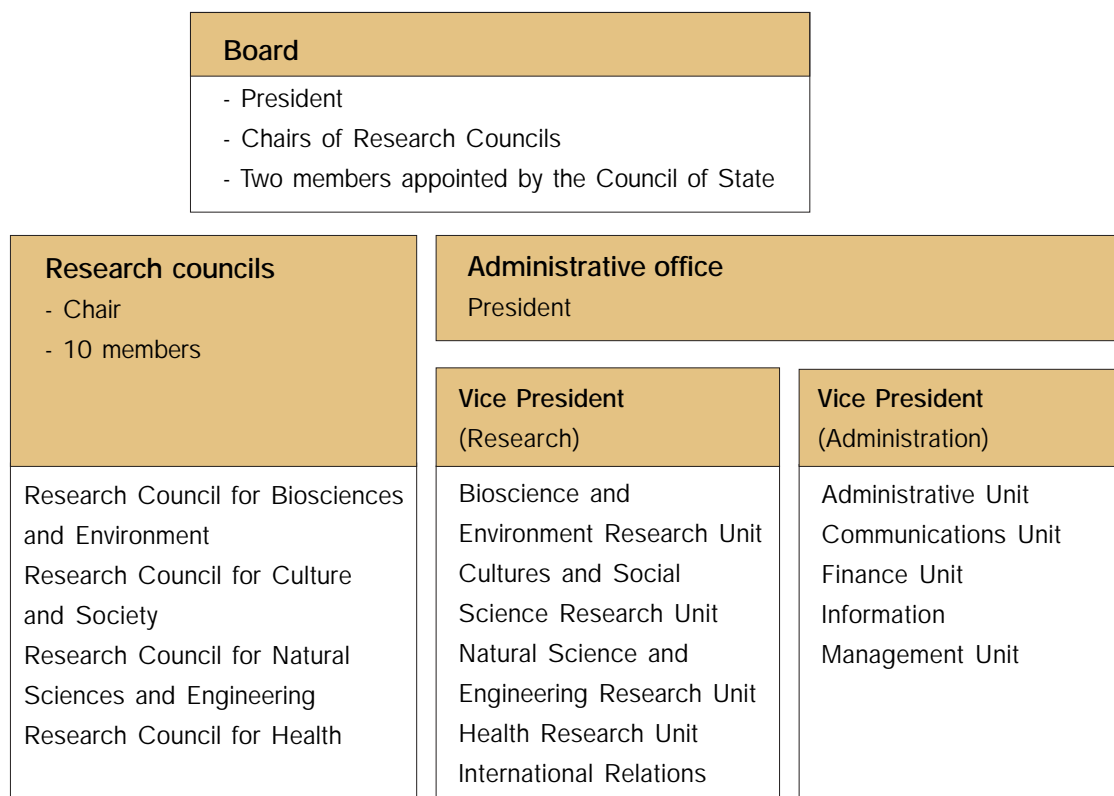 Board
- President
- Chairs of Research Councils
- Two members appointed by the Council of State
Research councils
- Chair
- 10 members
Administrative office
President
Vice President
(Research)
Vice President
(Administration)
Research Council for Biosciences
and Environment
Research Council for Culture
and Society
Research Council for Natural
Sciences and Engineering
Research Council for Health
Bioscience and
Environment Research Unit
Cultures and Social
Science Research Unit
Natural Science and
Engineering Research Unit
Health Research Unit
International Relations
Administrative Unit
Communications Unit
Finance Unit
Information
Management Unit